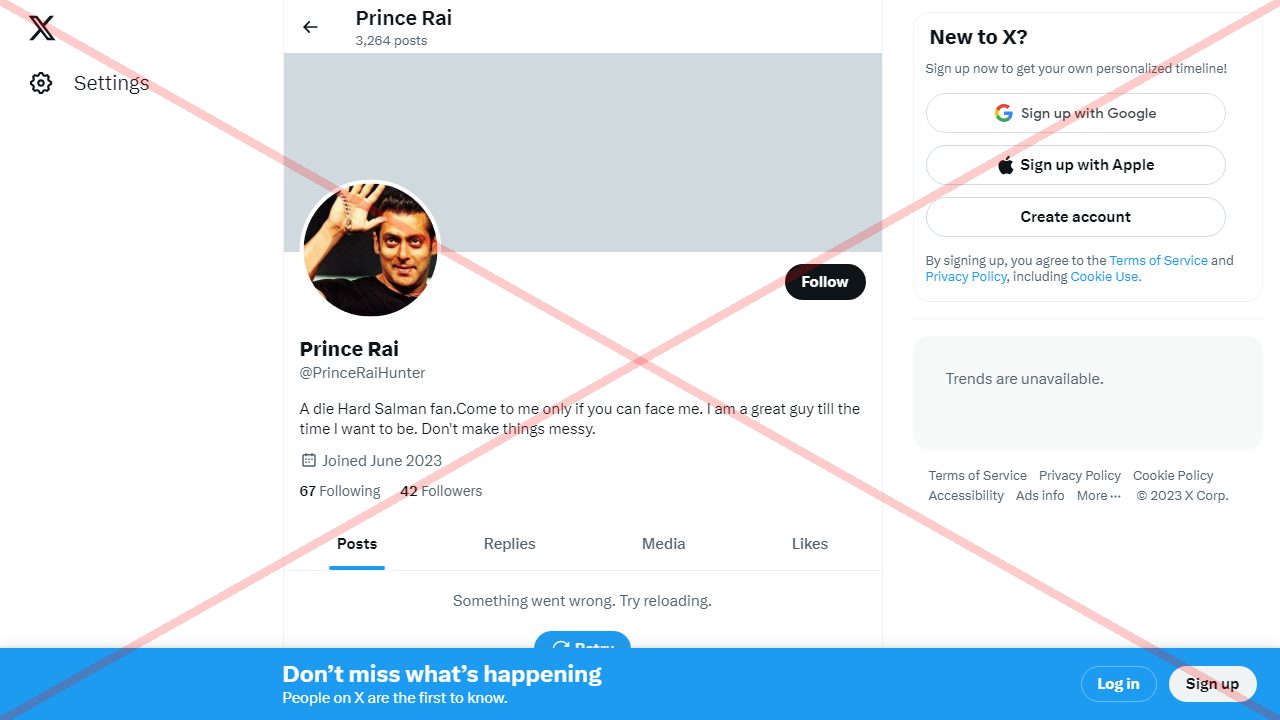 Prince Rai
3,264 posts
Settings
Prince Rai
@PrinceRaiHunter
Follow
A die Hard Salman fan.Come to me only if you can face me. I am a great guy till the
time I want to be. Don't make things messy.
Joined June 2023
67 Following 42 Followers
Posts Replies Media Likes
Something went wrong. Try reloading.
Retry
New to X?
Sign up now to get your own personalized timeline!
Sign up with Google
Sign up with Apple
Create account
By signing up, you agree to the Terms of Service and
Privacy Policy, including Cookie Use.
Trends are unavailable.
Terms of Service Privacy Policy Cookie Policy
Accessibility Ads info More ··· © 2023 X Corp.
Don’t miss what’s happening
People on X are the first to know.
Log in Sign up